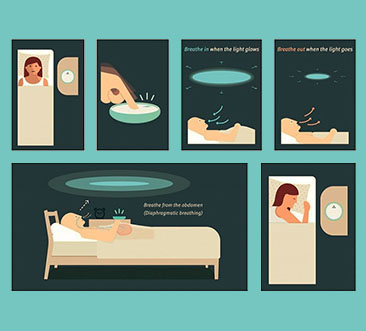 Breathe in when the light glows
Breathe out when the light goes
Breathe from the abdomen
(Diaphragmatic breathing)